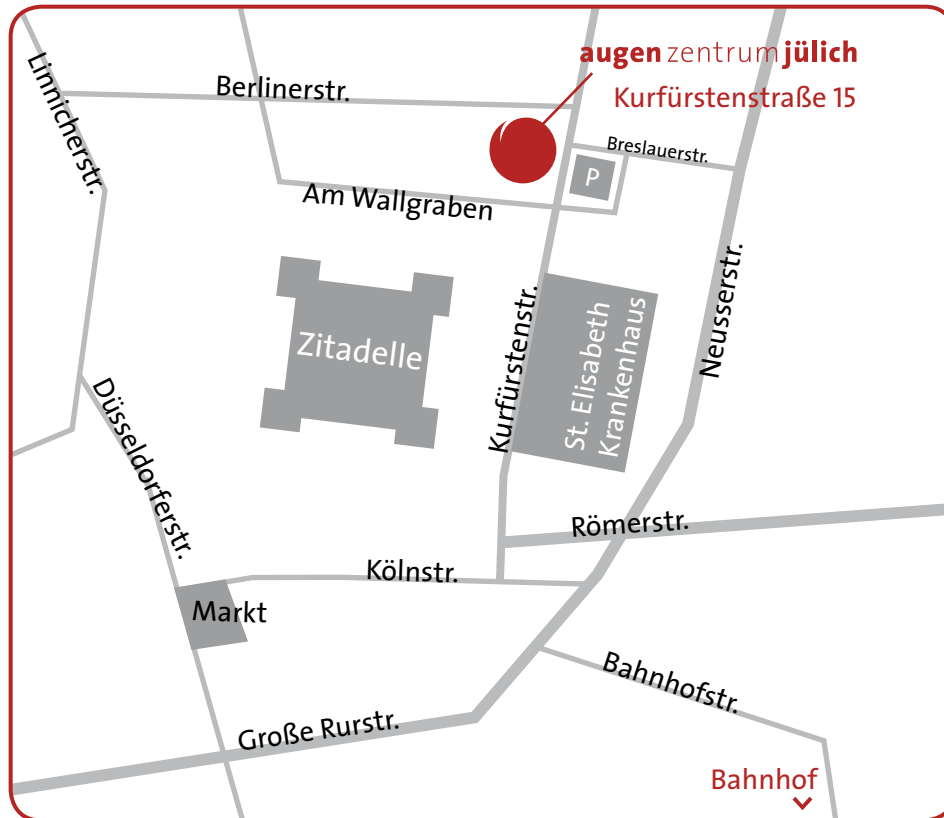 augen zentrum jülich
Kurfürstenstraße 15
Linnicherstr.
Berlinerstr.
Breslauerstr.
P
Am Wallgraben
Neusserstr.
Zitadelle
Kurfürstenstr.
St. Elisabeth
Krankenhaus
Düsseldorferstr.
Römerstr.
Kölnstr.
Markt
Bahnhofstr.
Große Rurstr.
Bahnhof